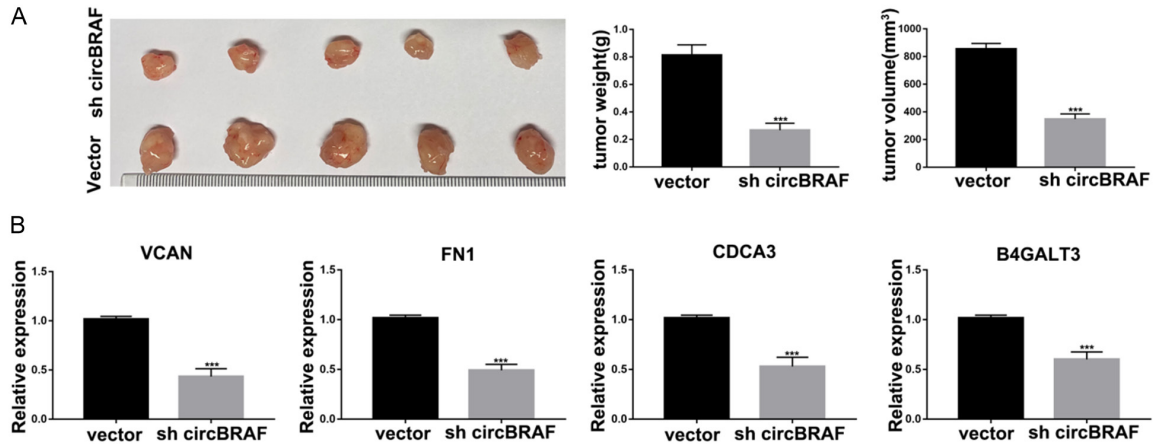 A
sh circBRAF
Vector
tumor weight(g)
1.0
0.8
0.6
0.4
0.2
0.0
***
vector
sh circBRAF
tumor volume(mm³)
1000
800
600
400
200
0
***
vector
sh circBRAF
B
VCAN
Relative expression
1.5
1.0
0.5
0.0
***
vector
sh circBRAF
FN1
Relative expression
1.5
1.0
0.5
0.0
***
vector
sh circBRAF
CDCA3
Relative expression
1.5
1.0
0.5
0.0
***
vector
sh circBRAF
B4GALT3
Relative expression
1.5
1.0
0.5
0.0
***
vector
sh circBRAF